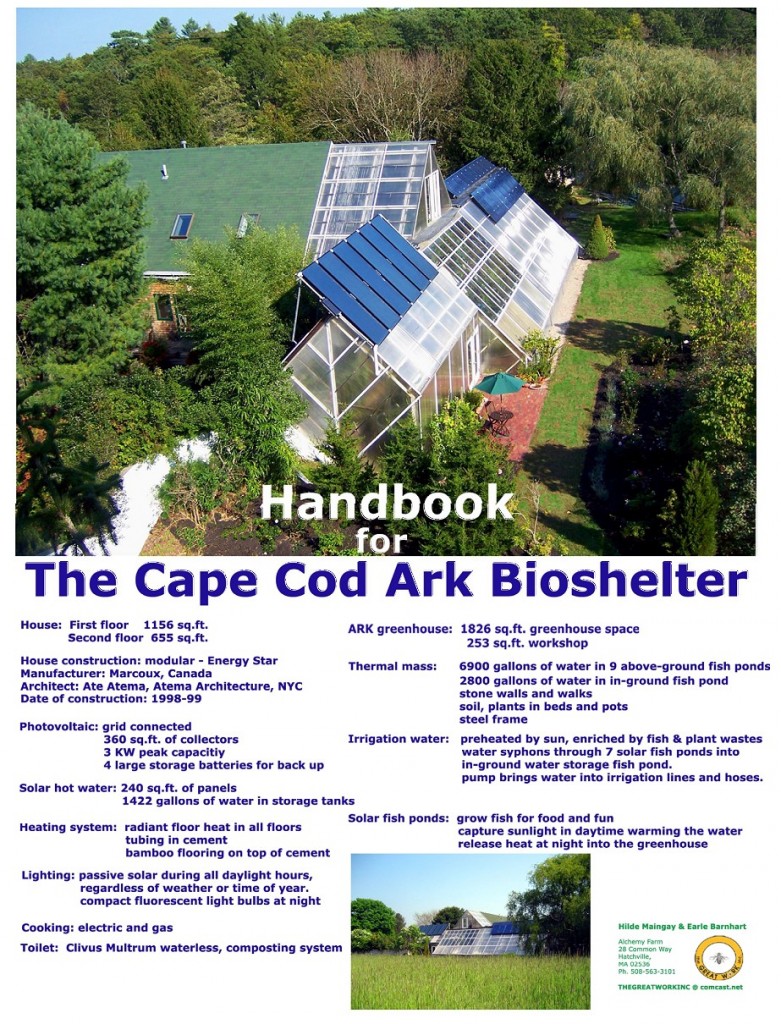 Handbook
for
The Cape Cod Ark Bioshelter
House: First floor 1156 sq.ft.
Second floor 655 sq.ft.
House construction: modular - Energy Star
Manufacturer: Marcoux, Canada
Architect: Ate Atema, Atema Architecture, NYC
Date of construction: 1998-99
Photovoltaic: grid connected
360 sq.ft. of collectors
3 KW peak capacitiy
4 large storage batteries for back up
Solar hot water: 240 sq.ft. of panels
1422 gallons of water in storage tanks
Heating system: radiant floor heat in all floors
tubing in cement
bamboo flooring on top of cement
Lighting: passive solar during all daylight hours,
regardless of weather or time of year.
compact fluorescent light bulbs at night
Cooking: electric and gas
Toilet: Clivus Multrum waterless, composting system
ARK greenhouse: 1826 sq.ft. greenhouse space
253 sq.ft. workshop
Thermal mass: 6900 gallons of water in 9 above-ground fish ponds
2800 gallons of water in in-ground fish pond
stone walls and walks
soil, plants in beds and pots
steel frame
Irrigation water: preheated by sun, enriched by fish & plant wastes
water syphons through 7 solar fish ponds into
in-ground water storage fish pond.
pump brings water into irrigation lines and hoses.
Solar fish ponds: grow fish for food and fun
capture sunlight in daytime warming the water
release heat at night into the greenhouse
Hilde Maingay & Earle Barnhart
Alchemy Farm
28 Common Way
Hatchville,
MA 02536
Ph. 508-563-3101
THEGREATWORKINC @ comcast.net
GREAT WORK